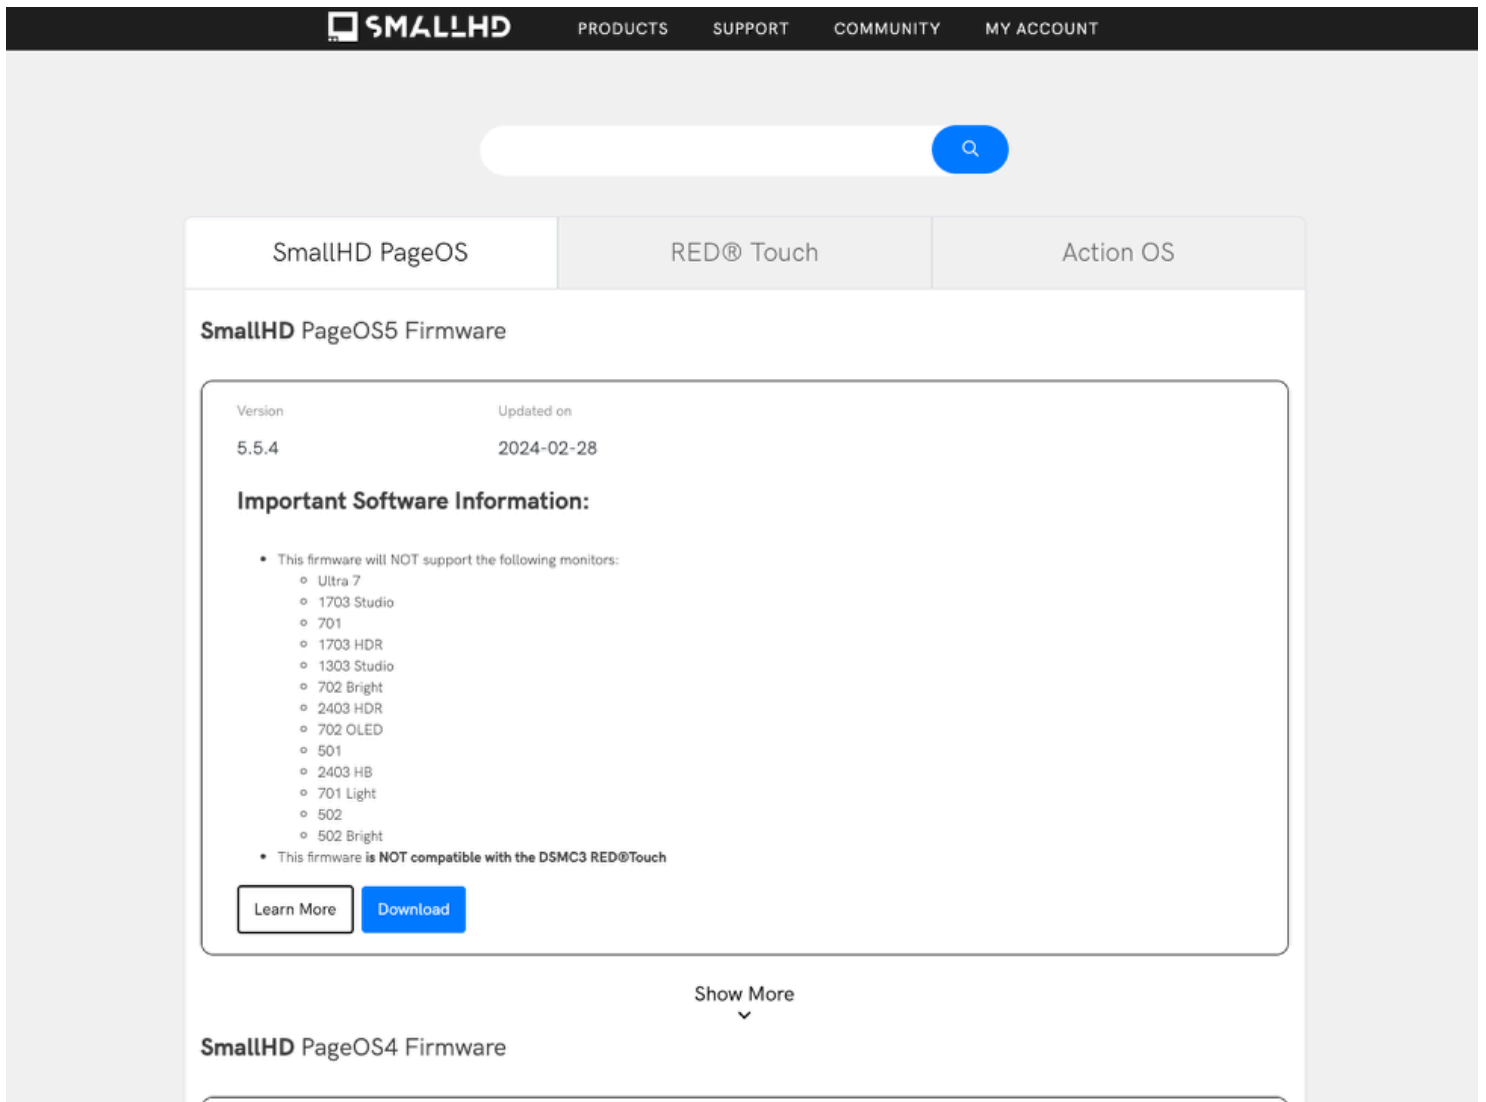 SMALLHD PRODUCTS SUPPORT COMMUNITY MY ACCOUNT
SmallHD PageOS RED® Touch Action OS
SmallHD PageOS5 Firmware
Version Updated on
5.5.4 2024-02-28
Important Software Information:
• This firmware will NOT support the following monitors:
Ultra 7
1703 Studio
701
1703 HDR
1303 Studio
702 Bright
2403 HDR
702 OLED
501
2403 HB
701 Light
502
502 Bright
• This firmware is NOT compatible with the DSMC3 RED®Touch
Learn More Download
Show More
SmallHD PageOS4 Firmware